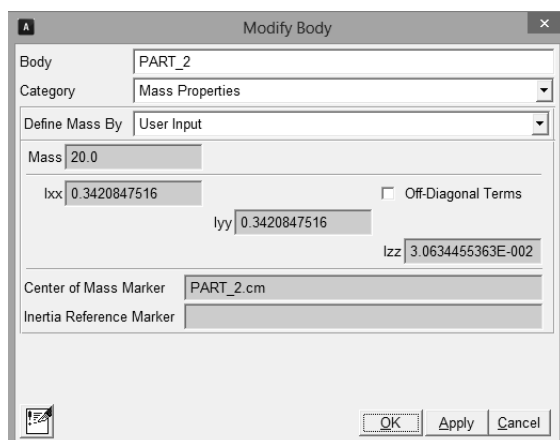 A Modify Body ×
Body PART_2
Category Mass Properties
Define Mass By User Input
Mass 20.0
Ixx 0.3420847516 Off-Diagonal Terms
Iyy 0.3420847516
Izz 3.0634455363E-002
Center of Mass Marker PART_2.cm
Inertia Reference Marker
OK Apply Cancel